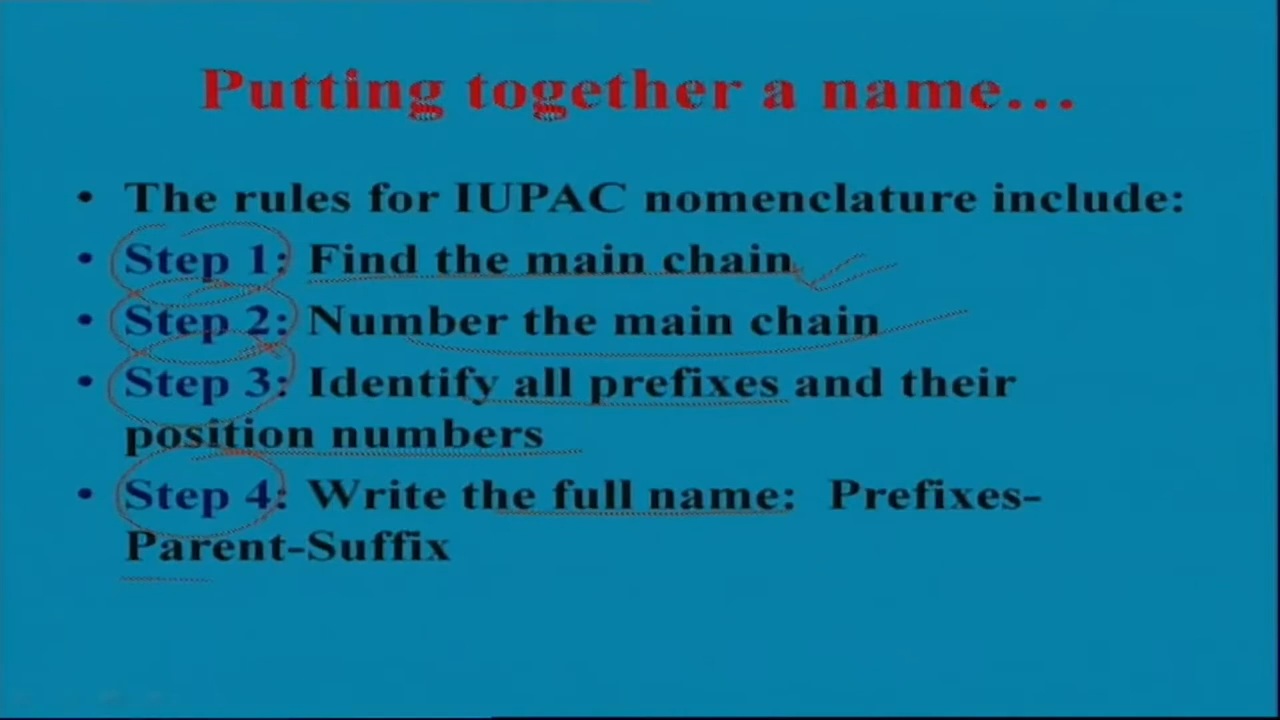 Putting together a name...
• The rules for IUPAC nomenclature include:
• Step 1: Find the main chain
• Step 2: Number the main chain
• Step 3: Identify all prefixes and their
position numbers
• Step 4: Write the full name: Prefixes-
Parent-Suffix